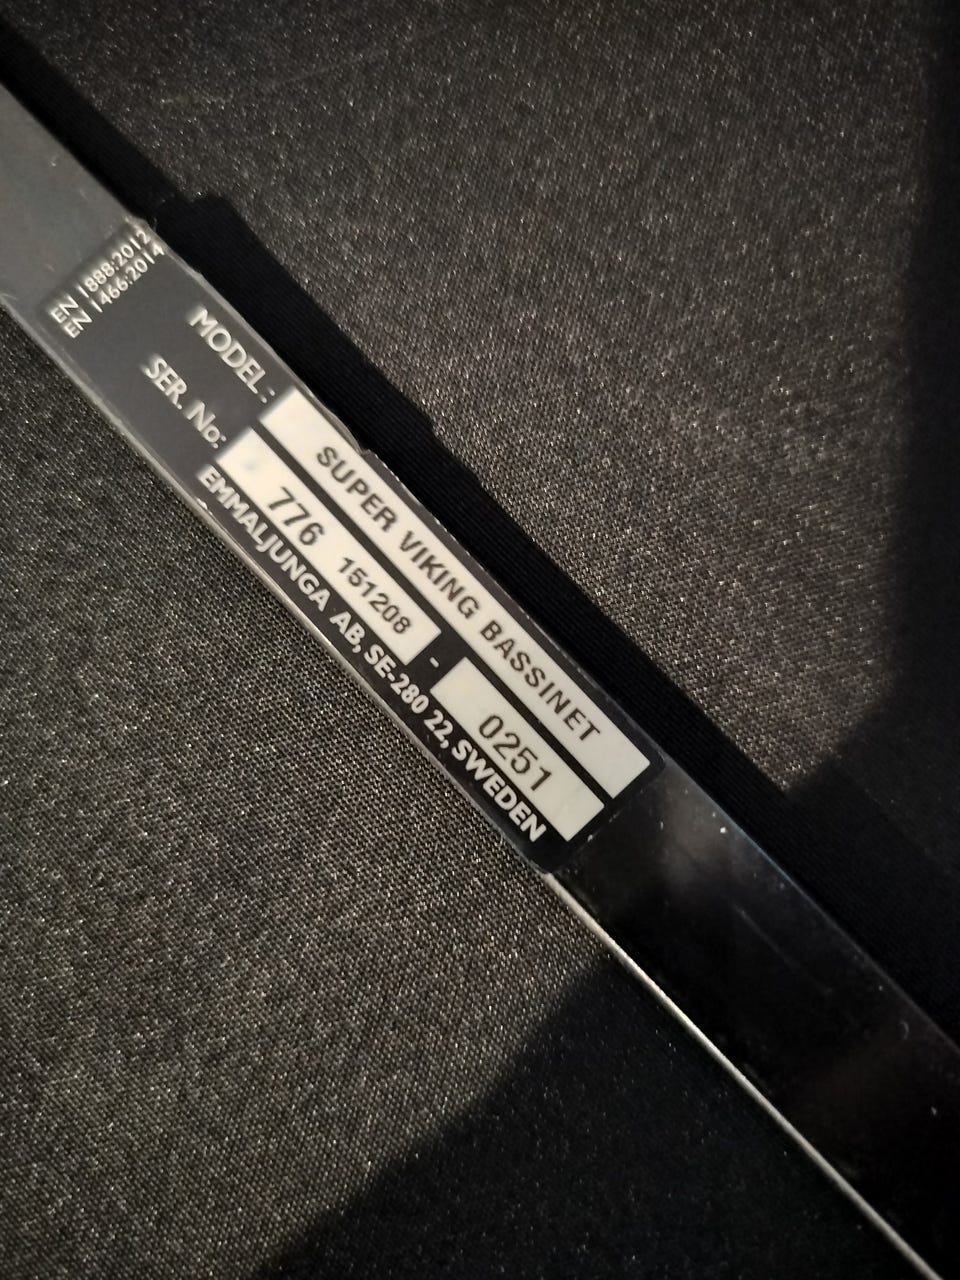 EN 1888:2012
EN 1466:2014
MODEL: SUPER VIKING BASSINET
SER. No: 776 151208 - 0251
EMMALJUNGA AB, SE-280 22, SWEDEN